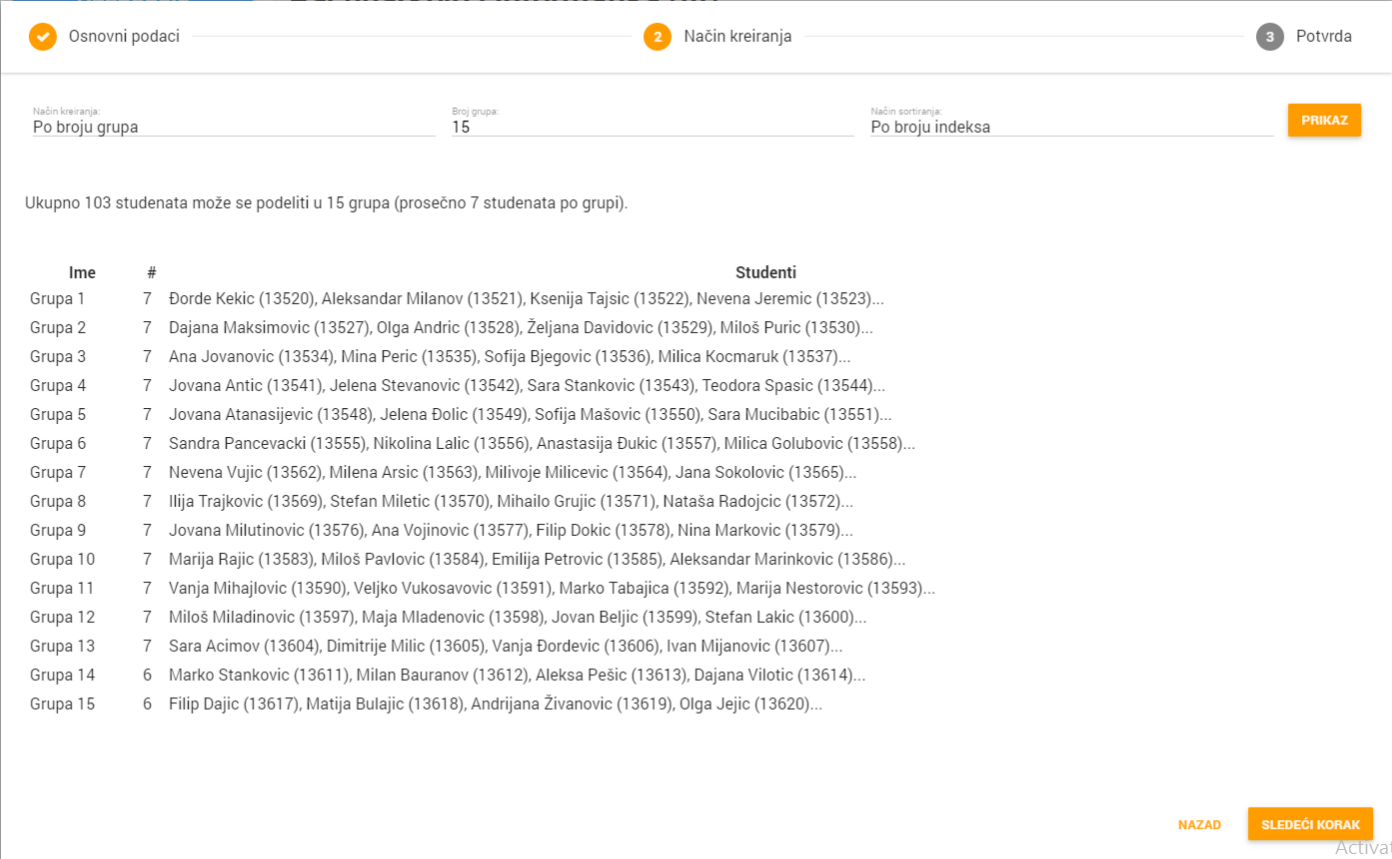 Osnovni podaci 2 Način kreiranja 3 Potvrda
Način kreiranja: Broj grupa: Način sortiranja:
Po broju grupa 15 Po broju indeksa PRIKAZ
Ukupno 103 studenata može se podeliti u 15 grupa (prosečno 7 studenata po grupi).
Ime # Studenti
Grupa 1 7 Đorde Kekic (13520), Aleksandar Milanov (13521), Ksenija Tajsic (13522), Nevena Jeremic (13523)...
Grupa 2 7 Dajana Maksimovic (13527), Olga Andric (13528), Željana Davidovic (13529), Miloš Puric (13530)...
Grupa 3 7 Ana Jovanovic (13534), Mina Peric (13535), Sofija Bjegovic (13536), Milica Kocmaruk (13537)...
Grupa 4 7 Jovana Antic (13541), Jelena Stevanovic (13542), Sara Stankovic (13543), Teodora Spasic (13544)...
Grupa 5 7 Jovana Atanasijevic (13548), Jelena Đolic (13549), Sofija Mašovic (13550), Sara Mucibabic (13551)...
Grupa 6 7 Sandra Pancevacki (13555), Nikolina Lalic (13556), Anastasija Đukic (13557), Milica Golubovic (13558)...
Grupa 7 7 Nevena Vujic (13562), Milena Arsic (13563), Milivoje Milicevic (13564), Jana Sokolovic (13565)...
Grupa 8 7 Ilija Trajkovic (13569), Stefan Miletic (13570), Mihailo Grujic (13571), Nataša Radojcic (13572)...
Grupa 9 7 Jovana Milutinovic (13576), Ana Vojinovic (13577), Filip Dokic (13578), Nina Markovic (13579)...
Grupa 10 7 Marija Rajic (13583), Miloš Pavlovic (13584), Emilija Petrovic (13585), Aleksandar Marinkovic (13586)...
Grupa 11 7 Vanja Mihajlovic (13590), Veljko Vukosavovic (13591), Marko Tabajica (13592), Marija Nestorovic (13593)...
Grupa 12 7 Miloš Miladinovic (13597), Maja Mladenovic (13598), Jovan Beljic (13599), Stefan Lakic (13600)...
Grupa 13 7 Sara Acimov (13604), Dimitrije Milic (13605), Vanja Đordevic (13606), Ivan Mijanovic (13607)...
Grupa 14 6 Marko Stankovic (13611), Milan Bauranov (13612), Aleksa Pešic (13613), Dajana Vilotic (13614)...
Grupa 15 6 Filip Dajic (13617), Matija Bulajic (13618), Andrijana Živanovic (13619), Olga Jejic (13620)...
NAZAD SLEDEĆI KORAK
Activat